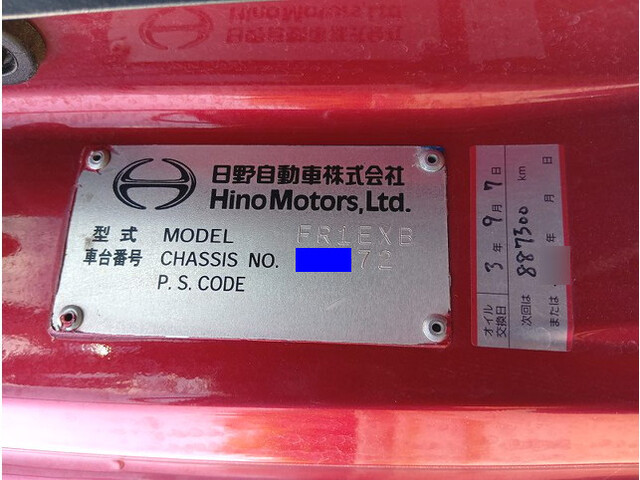 日野自動車株式会社
Hino Motors, Ltd.
型式 MODEL FR1EXB
車台番号 CHASSIS NO. 72
P.S. CODE
オイル交換日 3年9月7日
次回は 887300 km
または 年 月 日